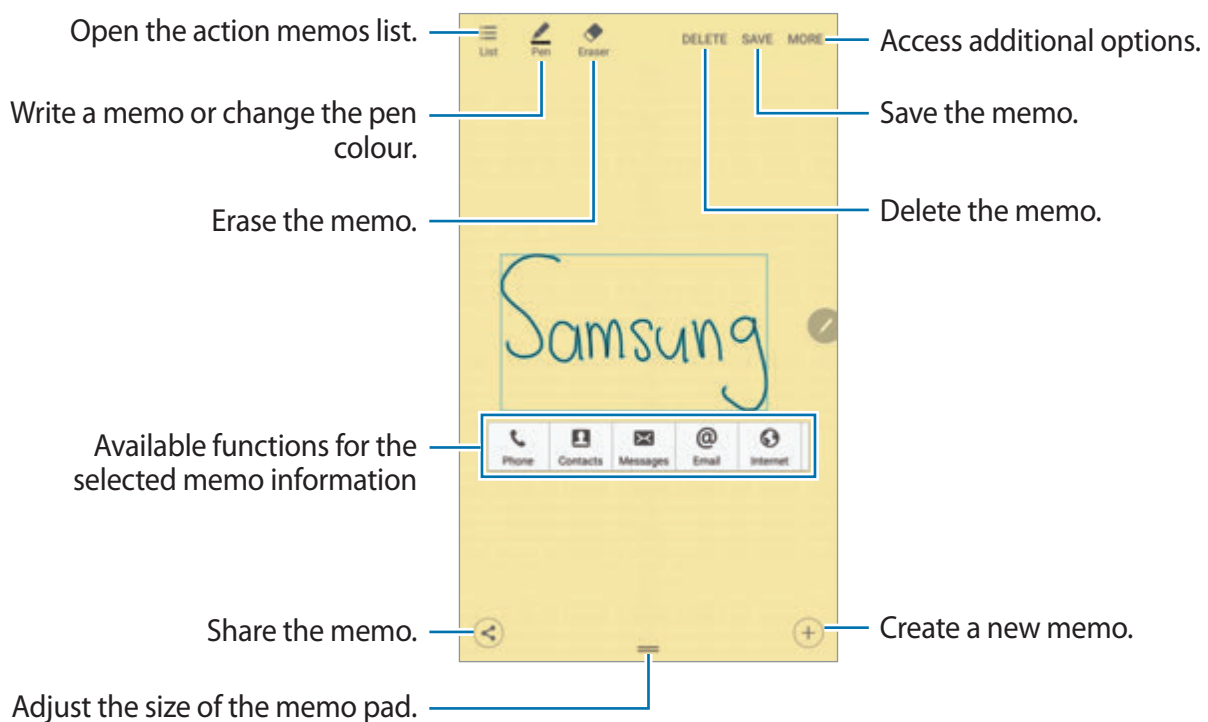 Open the action memos list.
List
Pen
Eraser
DELETE SAVE MORE
Access additional options.
Write a memo or change the pen
colour.
Save the memo.
Erase the memo.
Delete the memo.
Samsung
Available functions for the
selected memo information
Phone
Contacts
Messages
Email
Internet
Share the memo.
Create a new memo.
Adjust the size of the memo pad.